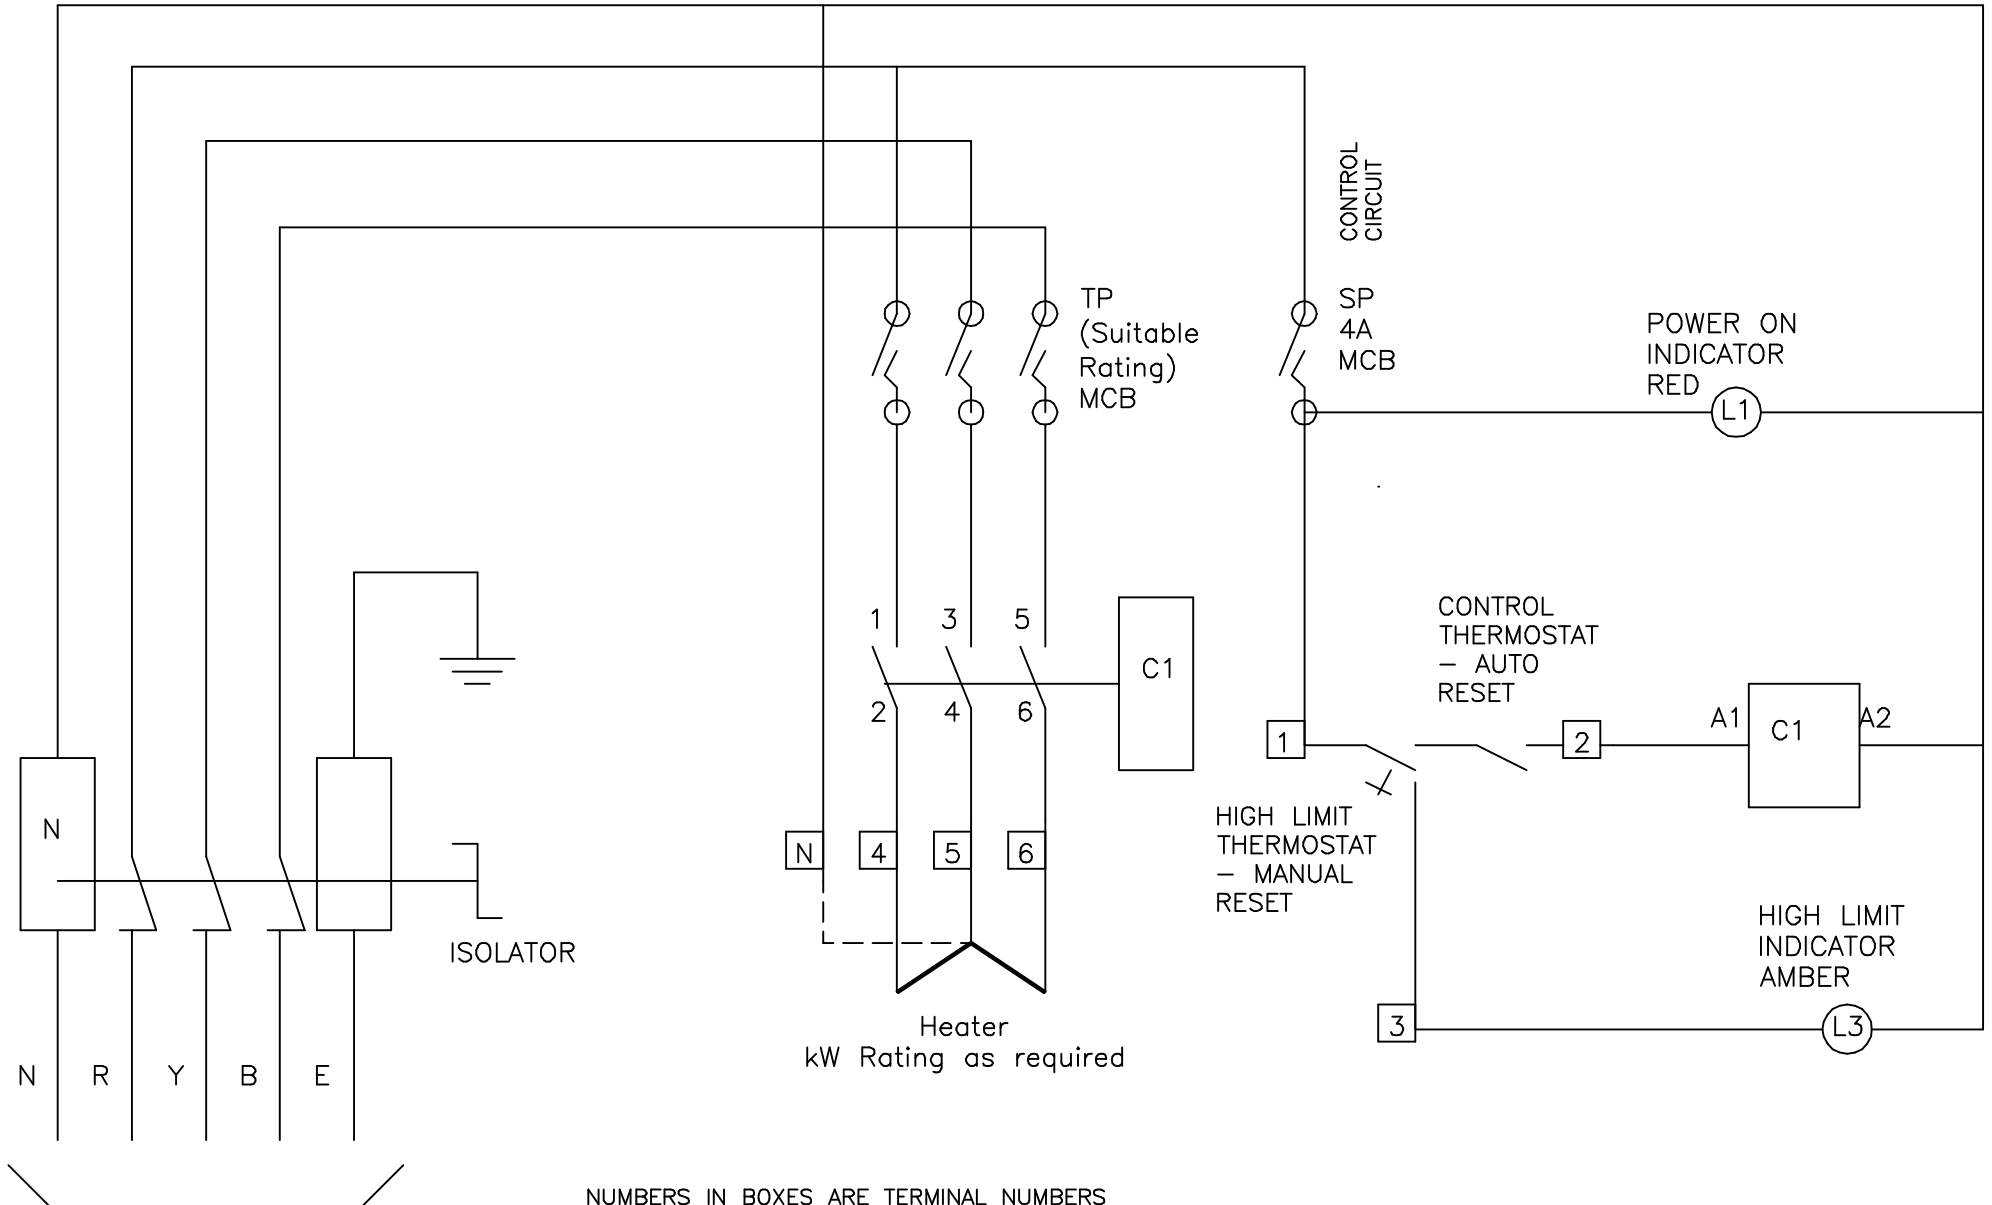 CONTROL
CIRCUIT
TP
(Suitable
Rating)
MCB
SP
4A
MCB
POWER ON
INDICATOR
RED
L1
1
3
5
C1
2
4
6
CONTROL
THERMOSTAT
- AUTO
RESET
1
2
A1
C1
A2
HIGH LIMIT
THERMOSTAT
- MANUAL
RESET
N
N
4
5
6
ISOLATOR
HIGH LIMIT
INDICATOR
AMBER
3
L3
Heater
kW Rating as required
N
R
Y
B
E
NUMBERS IN BOXES ARE TERMINAL NUMBERS